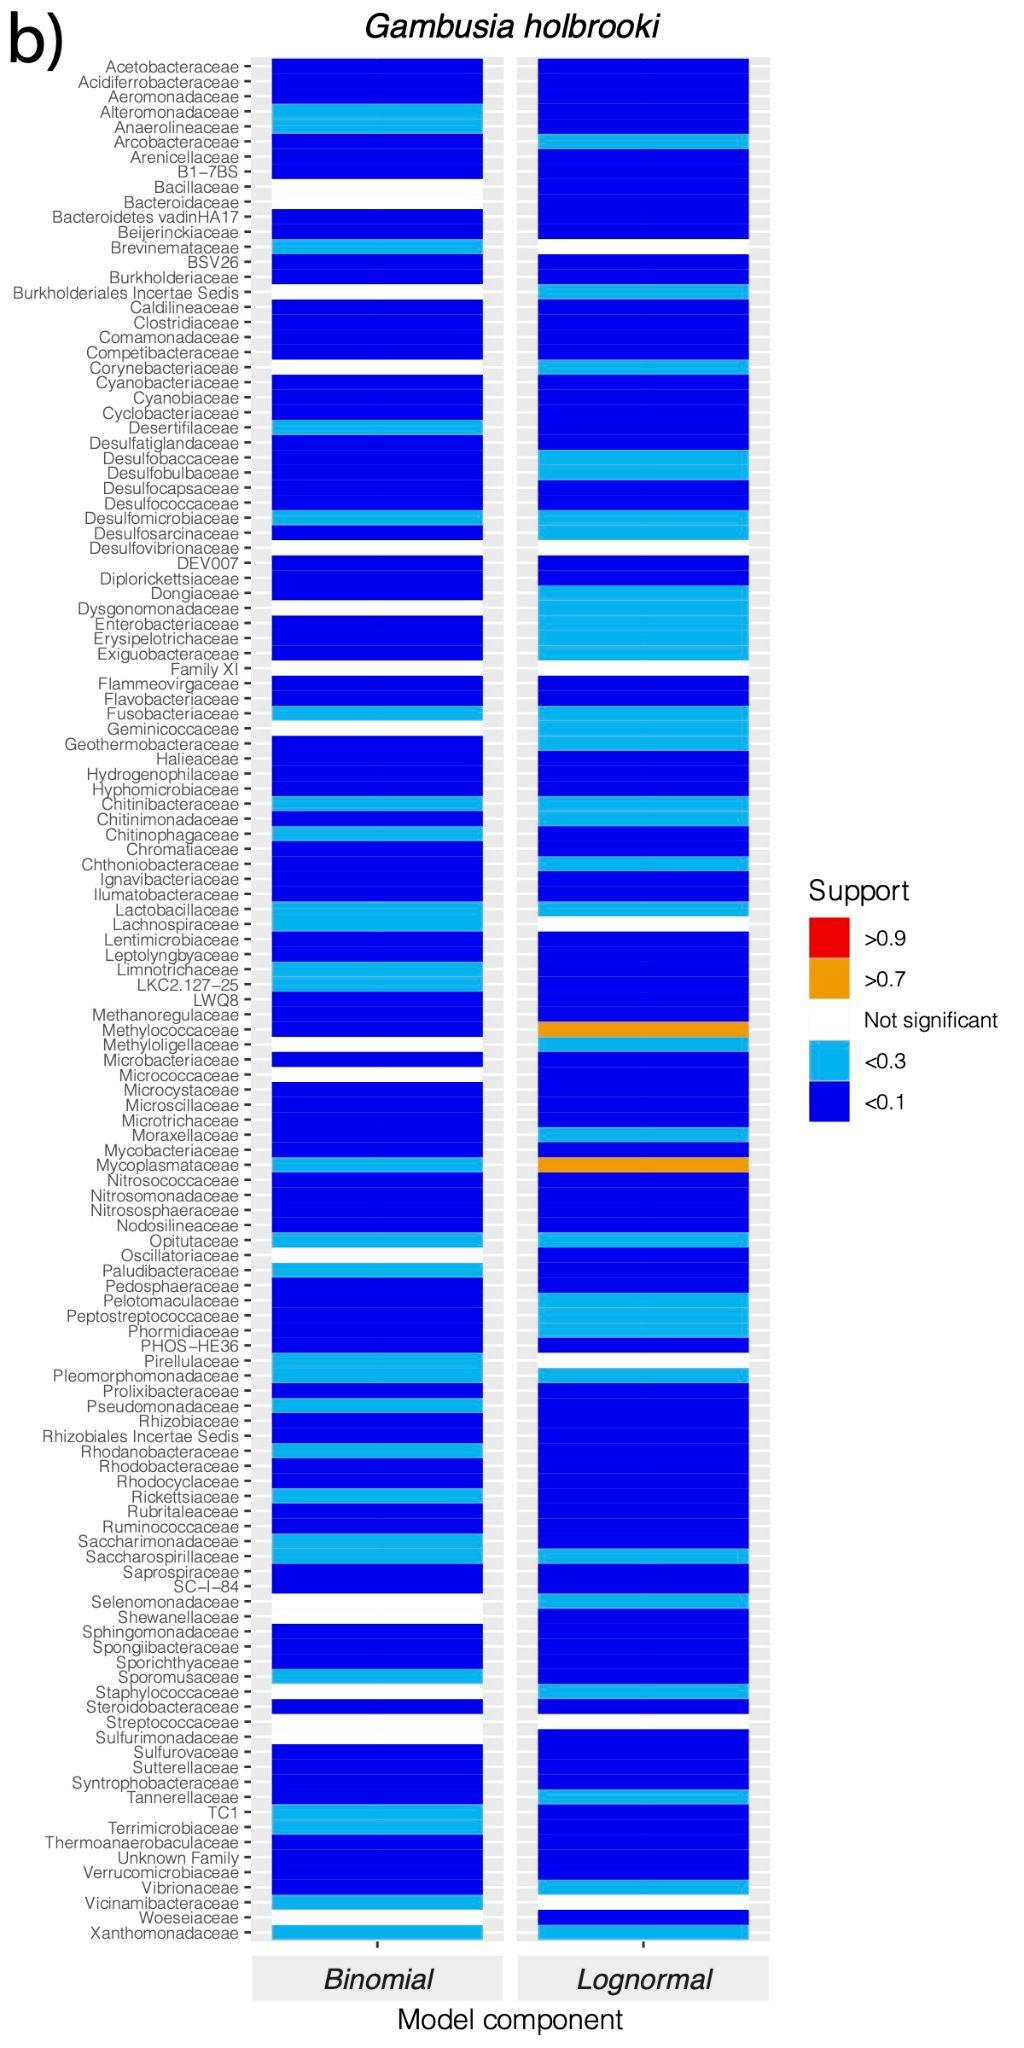 b)
Gambusia holbrooki
Acetobacteraceae
Acidiferrobacteraceae
Aeromonadaceae
Alteromonadaceae
Anaerolineaceae
Arcobacteraceae
Arenicellaceae
B1−7BS
Bacillaceae
Bacteroidaceae
Bacteroidetes vadinHA17
Beijerinckiaceae
Brevinemataceae
BSV26
Burkholderiaceae
Burkholderiales Incertae Sedis
Caldilineaceae
Clostridiaceae
Comamonadaceae
Competibacteraceae
Corynebacteriaceae
Cyanobacteriaceae
Cyanobiaceae
Cyclobacteriaceae
Desertifilaceae
Desulfatiglandaceae
Desulfobaccaceae
Desulfobulbaceae
Desulfocapsaceae
Desulfococcaceae
Desulfomicrobiaceae
Desulfosarcinaceae
Desulfovibrionaceae
DEV007
Diplorickettsiaceae
Dongiaceae
Dysgonomonadaceae
Enterobacteriaceae
Erysipelotrichaceae
Exiguobacteraceae
Family XI
Flammeovirgaceae
Flavobacteriaceae
Fusobacteriaceae
Geminicoccaceae
Geothermobacteraceae
Halieaceae
Hydrogenophilaceae
Hyphomicrobiaceae
Chitinibacteraceae
Chitinimonadaceae
Chitinophagaceae
Chromatiaceae
Chthoniobacteraceae
Ignavibacteriaceae
Ilumatobacteraceae
Lactobacillaceae
Lachnospiraceae
Lentimicrobiaceae
Leptolyngbyaceae
Limnotrichaceae
LKC2.127−25
LWQ8
Methanoregulaceae
Methylococcaceae
Methyloligellaceae
Microbacteriaceae
Micrococcaceae
Microcystaceae
Microscillaceae
Microtrichaceae
Moraxellaceae
Mycobacteriaceae
Mycoplasmataceae
Nitrosococcaceae
Nitrosomonadaceae
Nitrososphaeraceae
Nodosilineaceae
Opitutaceae
Oscillatoriaceae
Paludibacteraceae
Pedosphaeraceae
Pelotomaculaceae
Peptostreptococcaceae
Phormidiaceae
PHOS−HE36
Pirellulaceae
Pleomorphomonadaceae
Prolixibacteraceae
Pseudomonadaceae
Rhizobiaceae
Rhizobiales Incertae Sedis
Rhodanobacteraceae
Rhodobacteraceae
Rhodocyclaceae
Rickettsiaceae
Rubritaleaceae
Ruminococcaceae
Saccharimonadaceae
Saccharospirillaceae
Saprospiraceae
SC−I−84
Selenomonadaceae
Shewanellaceae
Sphingomonadaceae
Spongiibacteraceae
Sporichthyaceae
Sporomusaceae
Staphylococcaceae
Steroidobacteraceae
Streptococcaceae
Sulfurimonadaceae
Sulfurovaceae
Sutterellaceae
Syntrophobacteraceae
Tannerellaceae
TC1
Terrimicrobiaceae
Thermoanaerobaculaceae
Unknown Family
Verrucomicrobiaceae
Vibrionaceae
Vicinamibacteraceae
Woeseiaceae
Xanthomonadaceae
Binomial
Lognormal
Model component
Support
>0.9
>0.7
Not significant
<0.3
<0.1